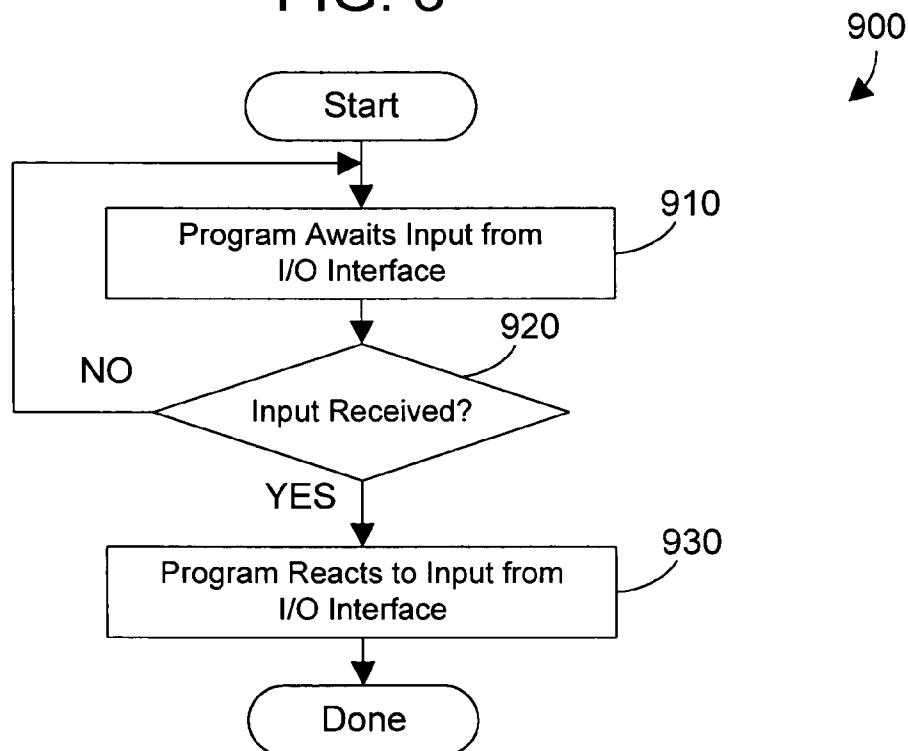 900
Start
910
Program Awaits Input from
I/O Interface
920
NO
Input Received?
YES
930
Program Reacts to Input from
I/O Interface
Done